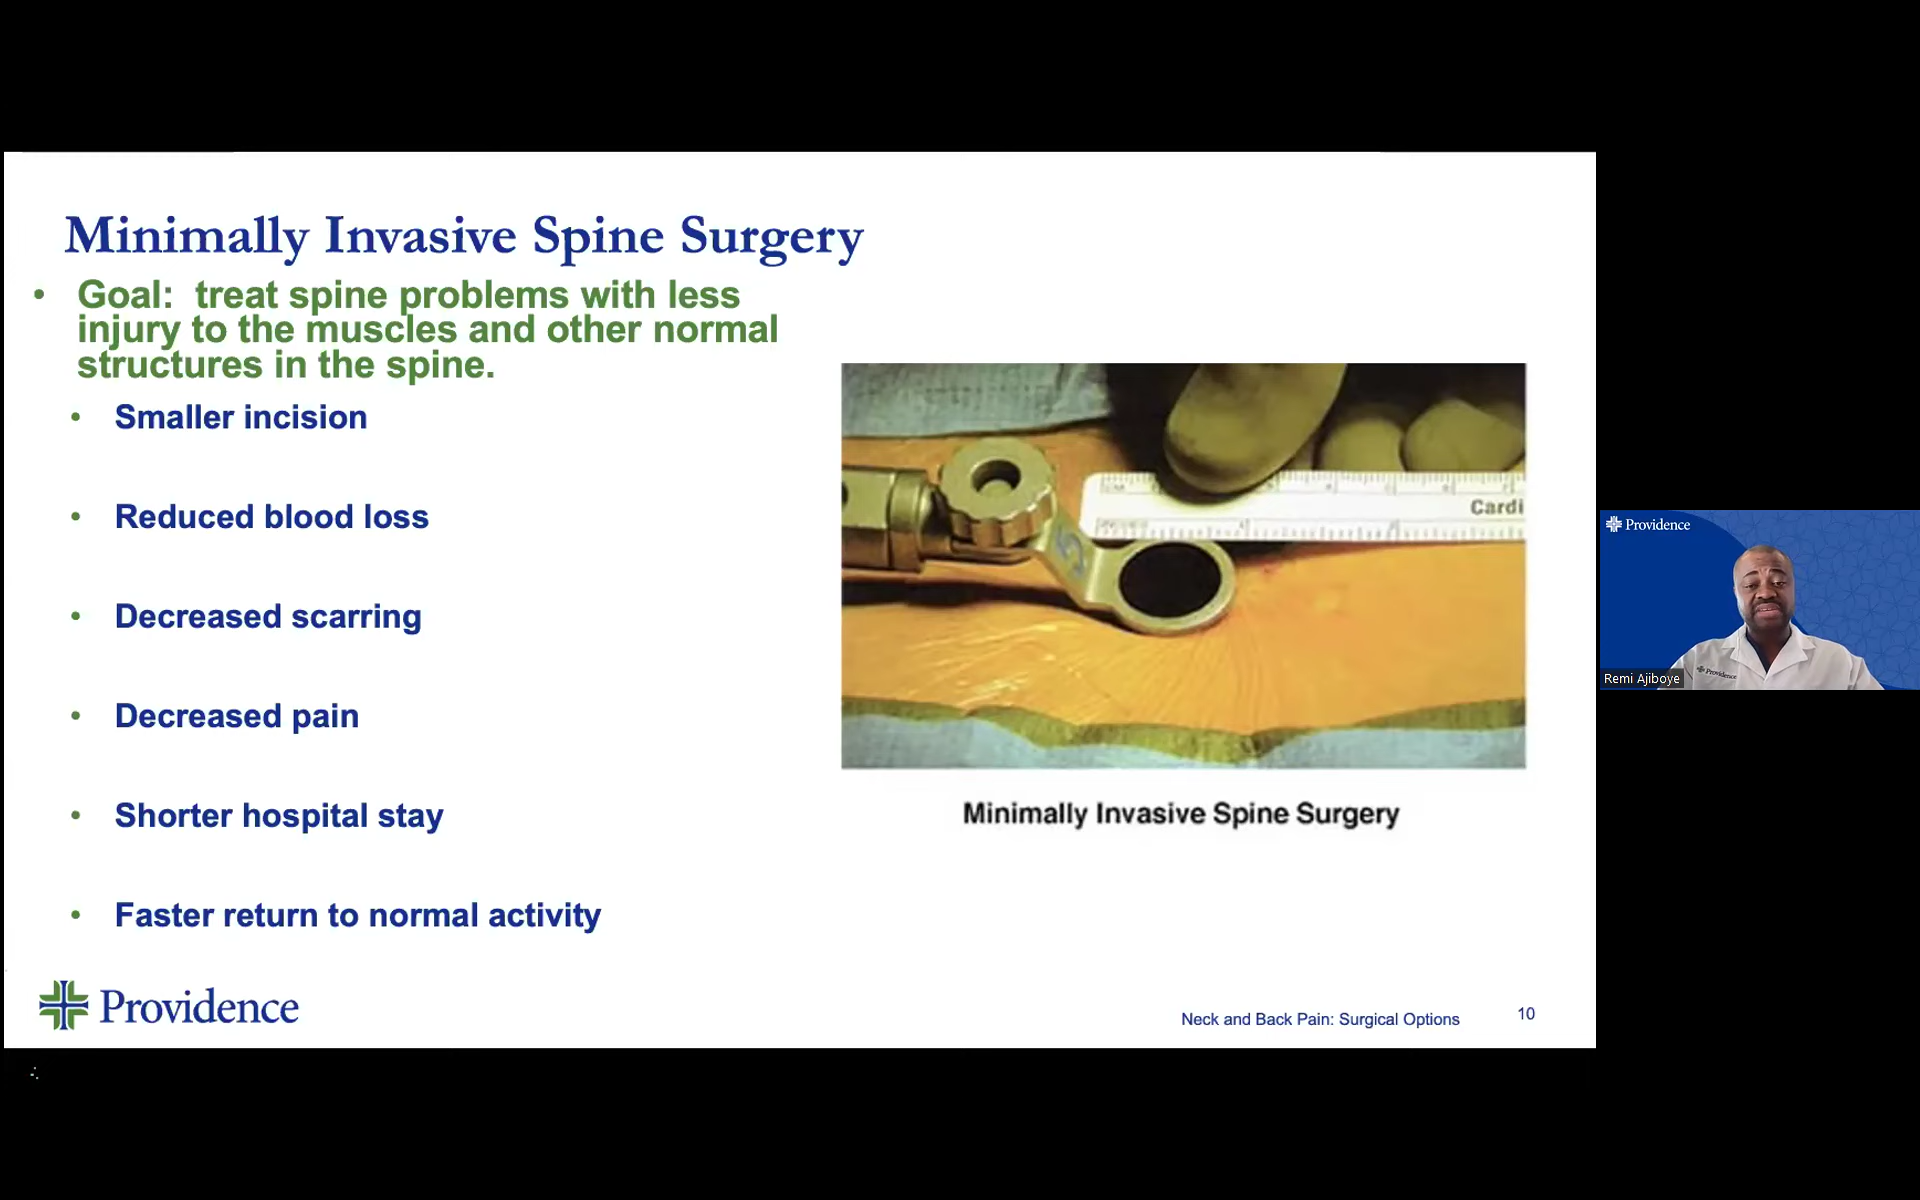 Minimally Invasive Spine Surgery
• Goal: treat spine problems with less
injury to the muscles and other normal
structures in the spine.
• Smaller incision
• Reduced blood loss
• Decreased scarring
• Decreased pain
• Shorter hospital stay
• Faster return to normal activity
Cardi
Minimally Invasive Spine Surgery
Providence
Neck and Back Pain: Surgical Options
10
Providence
Providence
Remi Ajiboye